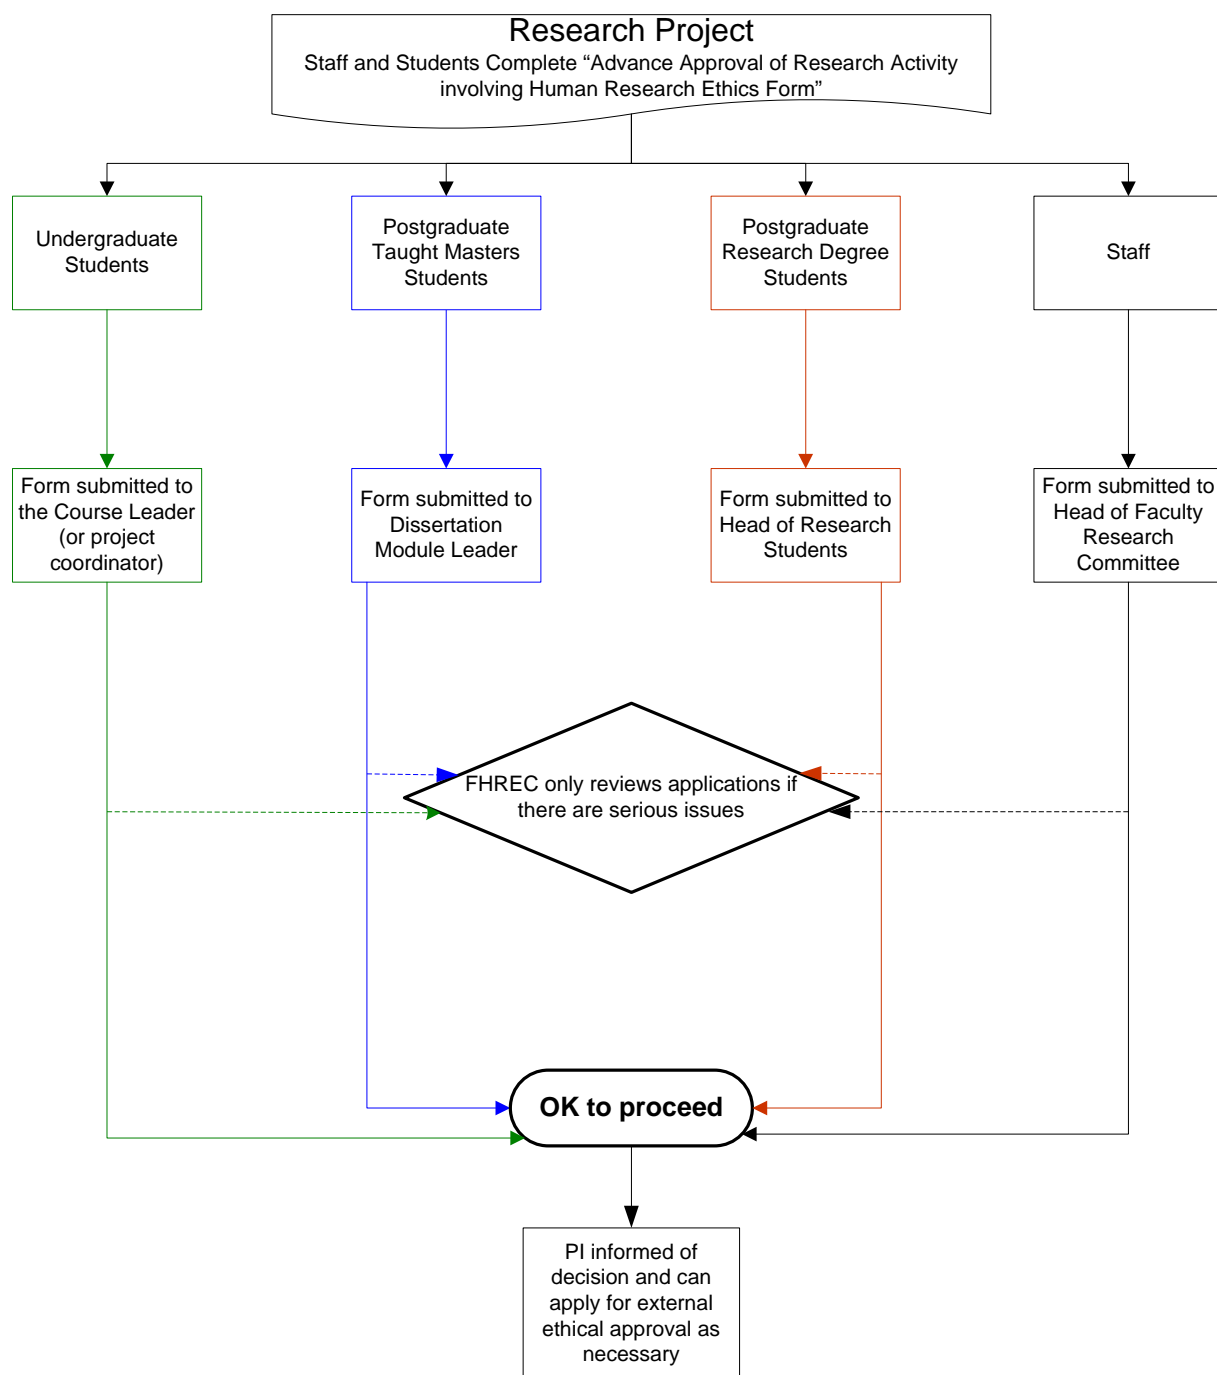 Research Project
Staff and Students Complete “Advance Approval of Research Activity
involving Human Research Ethics Form”
Undergraduate
Students
Postgraduate
Taught Masters
Students
Postgraduate
Research Degree
Students
Staff
Form submitted to
the Course Leader
(or project
coordinator)
Form submitted to
Dissertation
Module Leader
Form submitted to
Head of Research
Students
Form submitted to
Head of Faculty
Research
Committee
FHREC only reviews applications if
there are serious issues
OK to proceed
PI informed of
decision and can
apply for external
ethical approval as
necessary